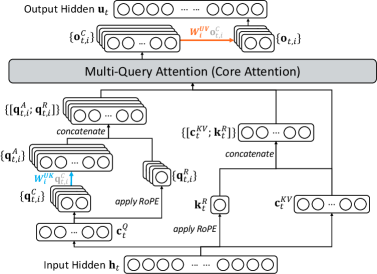 Output Hidden u_t
{o^C_{t,i}}
W^{UV}_i o^C_{t,i}
{o_{t,i}}
Multi-Query Attention (Core Attention)
{[q^A_{t,i}; q^R_{t,i}]}
concatenate
{[c^{KV}_t; k^R_t]}
concatenate
{q^A_{t,i}}
W^{UK}_i q^C_{t,i}
{q^R_{t,i}}
{q^C_{t,i}}
apply RoPE
k^R_t
c^{KV}_t
c^Q_t
apply RoPE
Input Hidden h_t